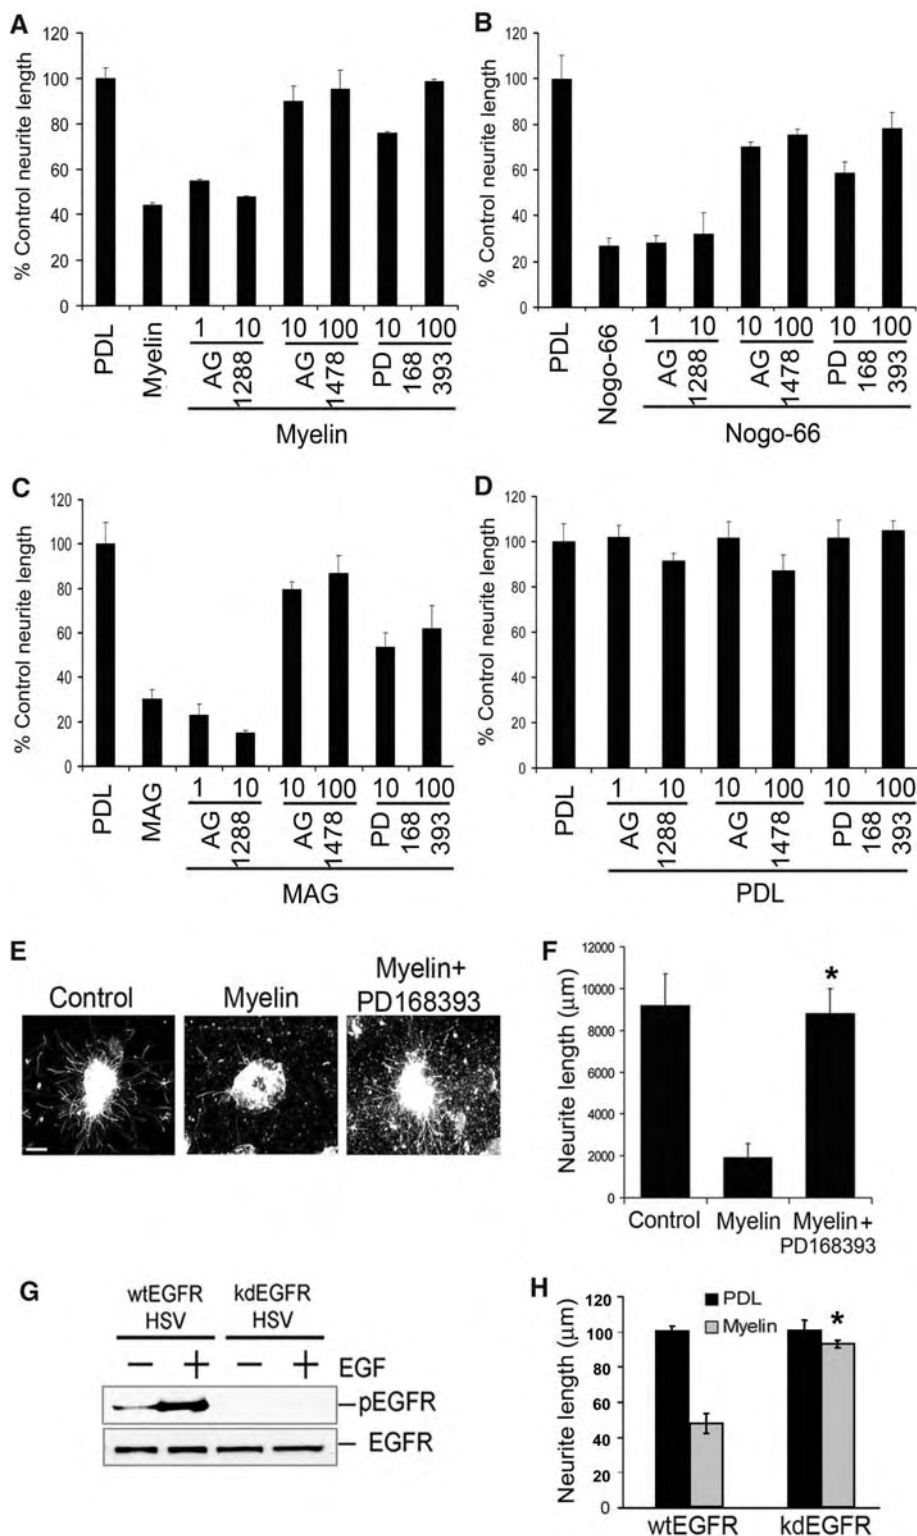 A
% Control neurite length
120
100
80
60
40
20
0
PDL
Myelin
1 10 10 100 10 100
AG 1288
AG 1478
PD 168 393
Myelin
B
% Control neurite length
120
100
80
60
40
20
0
PDL
Nogo-66
1 10 10 100 10 100
AG 1288
AG 1478
PD 168 393
Nogo-66
C
% Control neurite length
120
100
80
60
40
20
0
PDL
MAG
1 10 10 100 10 100
AG 1288
AG 1478
PD 168 393
MAG
D
% Control neurite length
120
100
80
60
40
20
0
PDL
1 10 10 100 10 100
AG 1288
AG 1478
PD 168 393
PDL
E
Control
Myelin
Myelin+
PD168393
F
Neurite length (μm)
12000
10000
8000
6000
4000
2000
0
*
Control
Myelin
Myelin+
PD168393
G
wtEGFR kdEGFR
HSV HSV
− + − + EGF
pEGFR
EGFR
H
Neurite length (μm)
120
100
80
60
40
20
0
PDL
Myelin
*
wtEGFR
kdEGFR